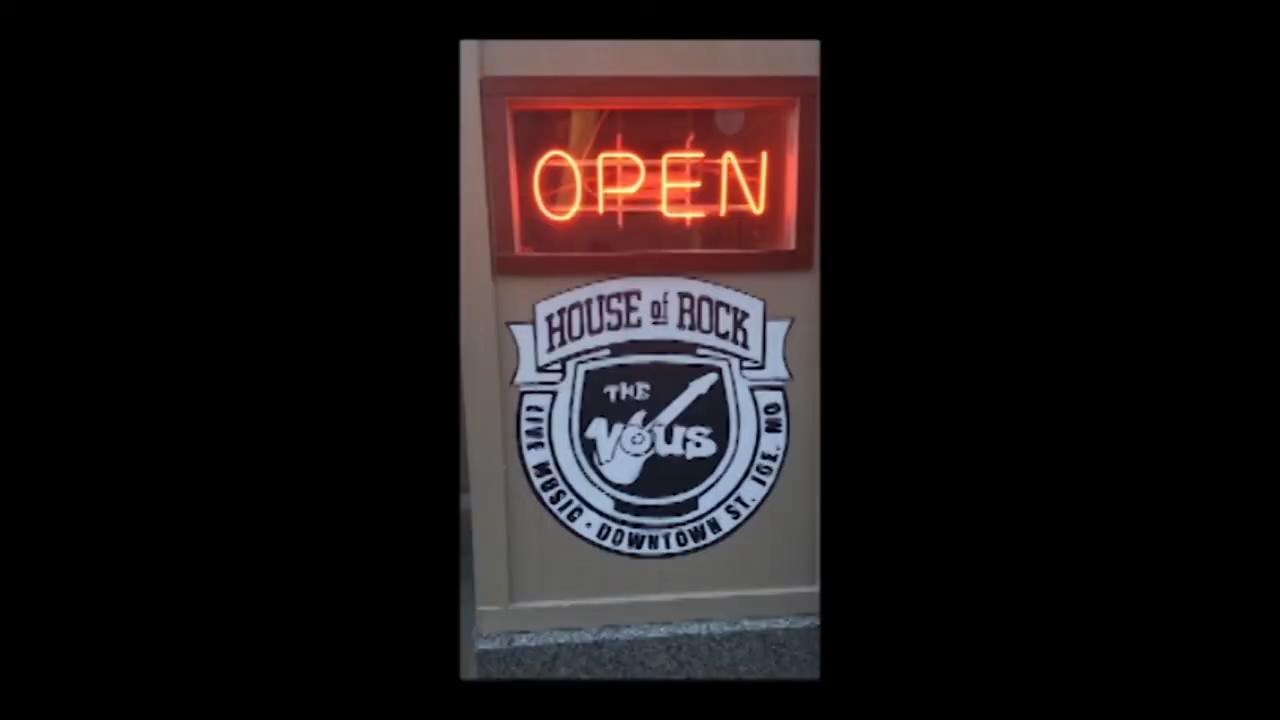 OPEN
HOUSE of ROCK
THE
VOUS
LIVE MUSIC · DOWNTOWN ST. JOE, MO